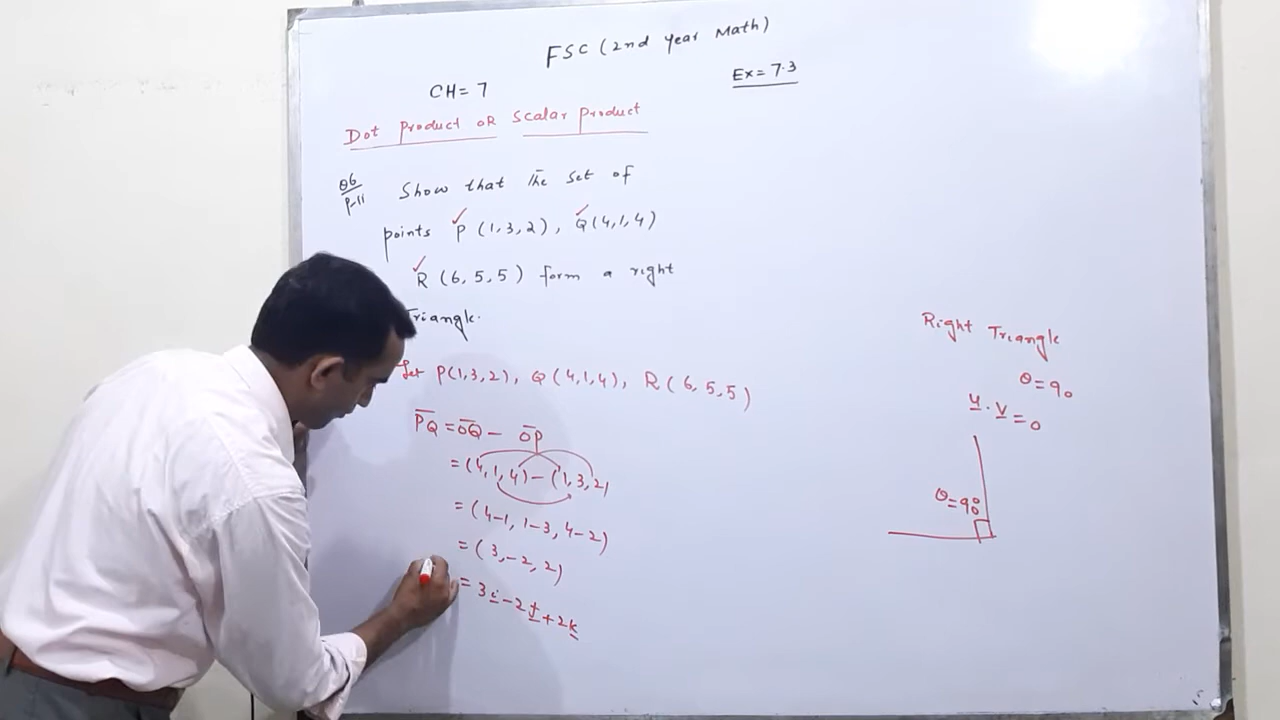 FSC (2nd Year Math)
CH= 7
Ex= 7.3
Dot Product OR Scalar Product
Q6
P-11
Show that the set of
points P (1,3,2), Q(4,1,4)
R (6,5,5) form a right
Triangle.
Let P(1,3,2), Q(4,1,4), R(6,5,5)
PQ = OQ - OP
= (4,1,4) - (1,3,2)
= (4-1, 1-3, 4-2)
= (3,-2,2)
= 3i - 2j + 2k
Right Triangle
θ=90
u . v = 0
θ=90°